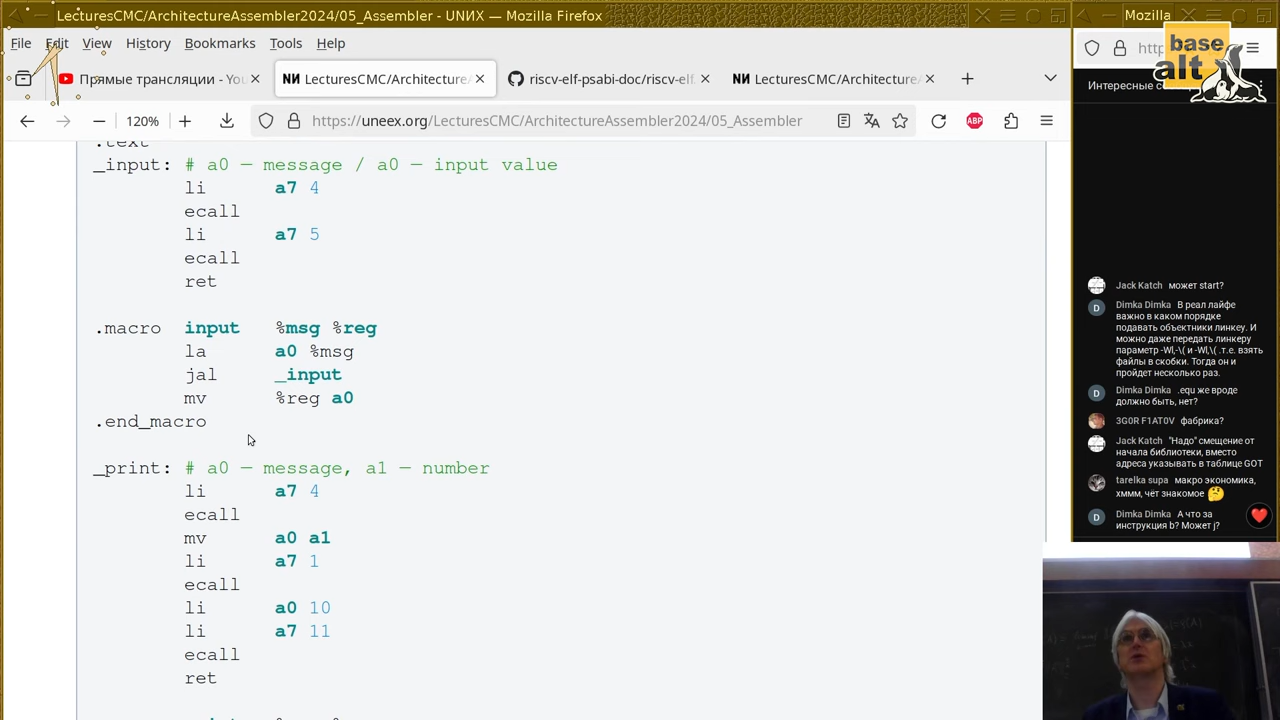 LecturesCMC/ArchitectureAssembler2024/05_Assembler - UNИX — Mozilla Firefox
Mozilla
File Edit View History Bookmarks Tools Help
Прямые трансляции - You
LecturesCMC/Architecture
riscv-elf-psabi-doc/riscv-elf.
LecturesCMC/Architecture
120%
https://uneex.org/LecturesCMC/ArchitectureAssembler2024/05_Assembler
ABP
http
base
alt
.text
_input: # a0 — message / a0 — input value
li a7 4
ecall
li a7 5
ecall
ret
.macro input %msg %reg
la a0 %msg
jal _input
mv %reg a0
.end_macro
_print: # a0 — message, a1 — number
li a7 4
ecall
mv a0 a1
li a7 1
ecall
li a0 10
li a7 11
ecall
ret
Интересные
Jack Katch может start?
Dimka Dimka В реал лайфе
важно в каком порядке
подавать объектники линкеу. И
можно даже передать линкеру
параметр -Wl,-\( и -Wl,\( .т.е. взять
файлы в скобки. Тогда он и
пройдет несколько раз.
Dimka Dimka .equ же вроде
должно быть, нет?
3G0R F1AT0V фабрика?
Jack Katch "Надо" смещение от
начала библиотеки, вместо
адреса указывать в таблице GOT
tarelka supa макро экономика,
хммм, чёт знакомое 🤔
Dimka Dimka А что за
инструкция b? Может j?